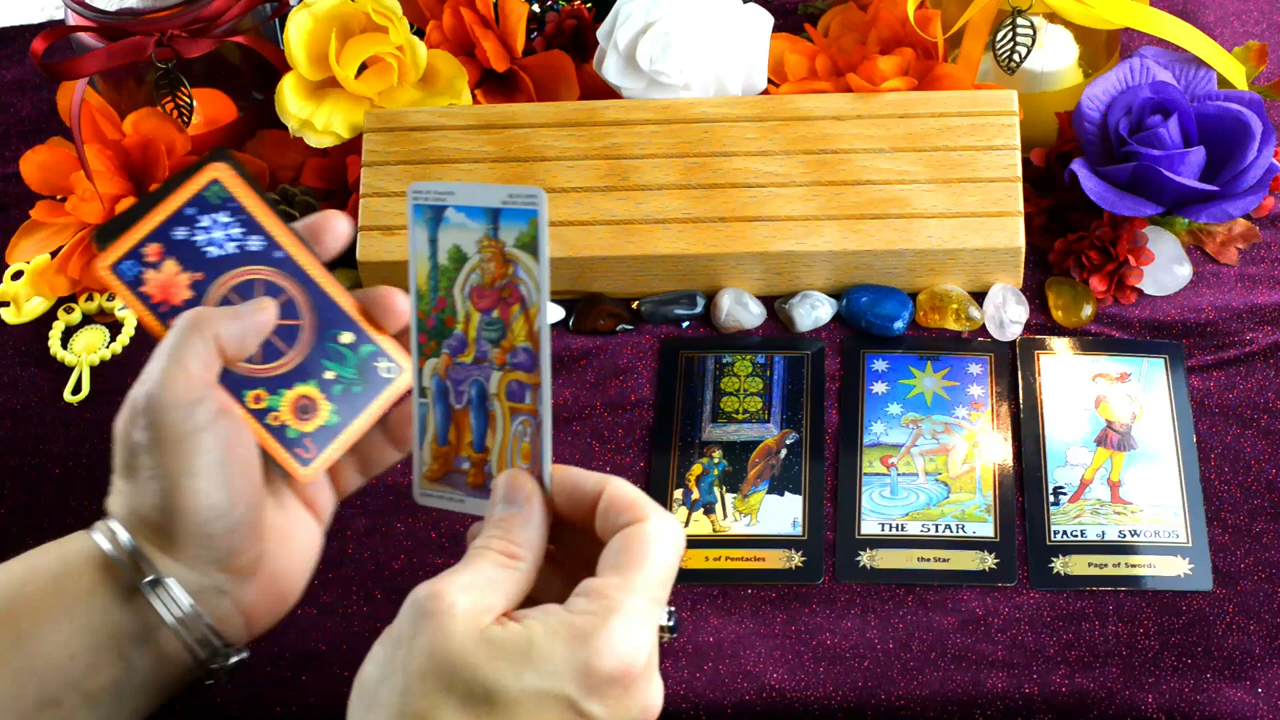 5 of Pentacles
THE STAR.
the Star
PAGE of SWORDS
Page of Swords